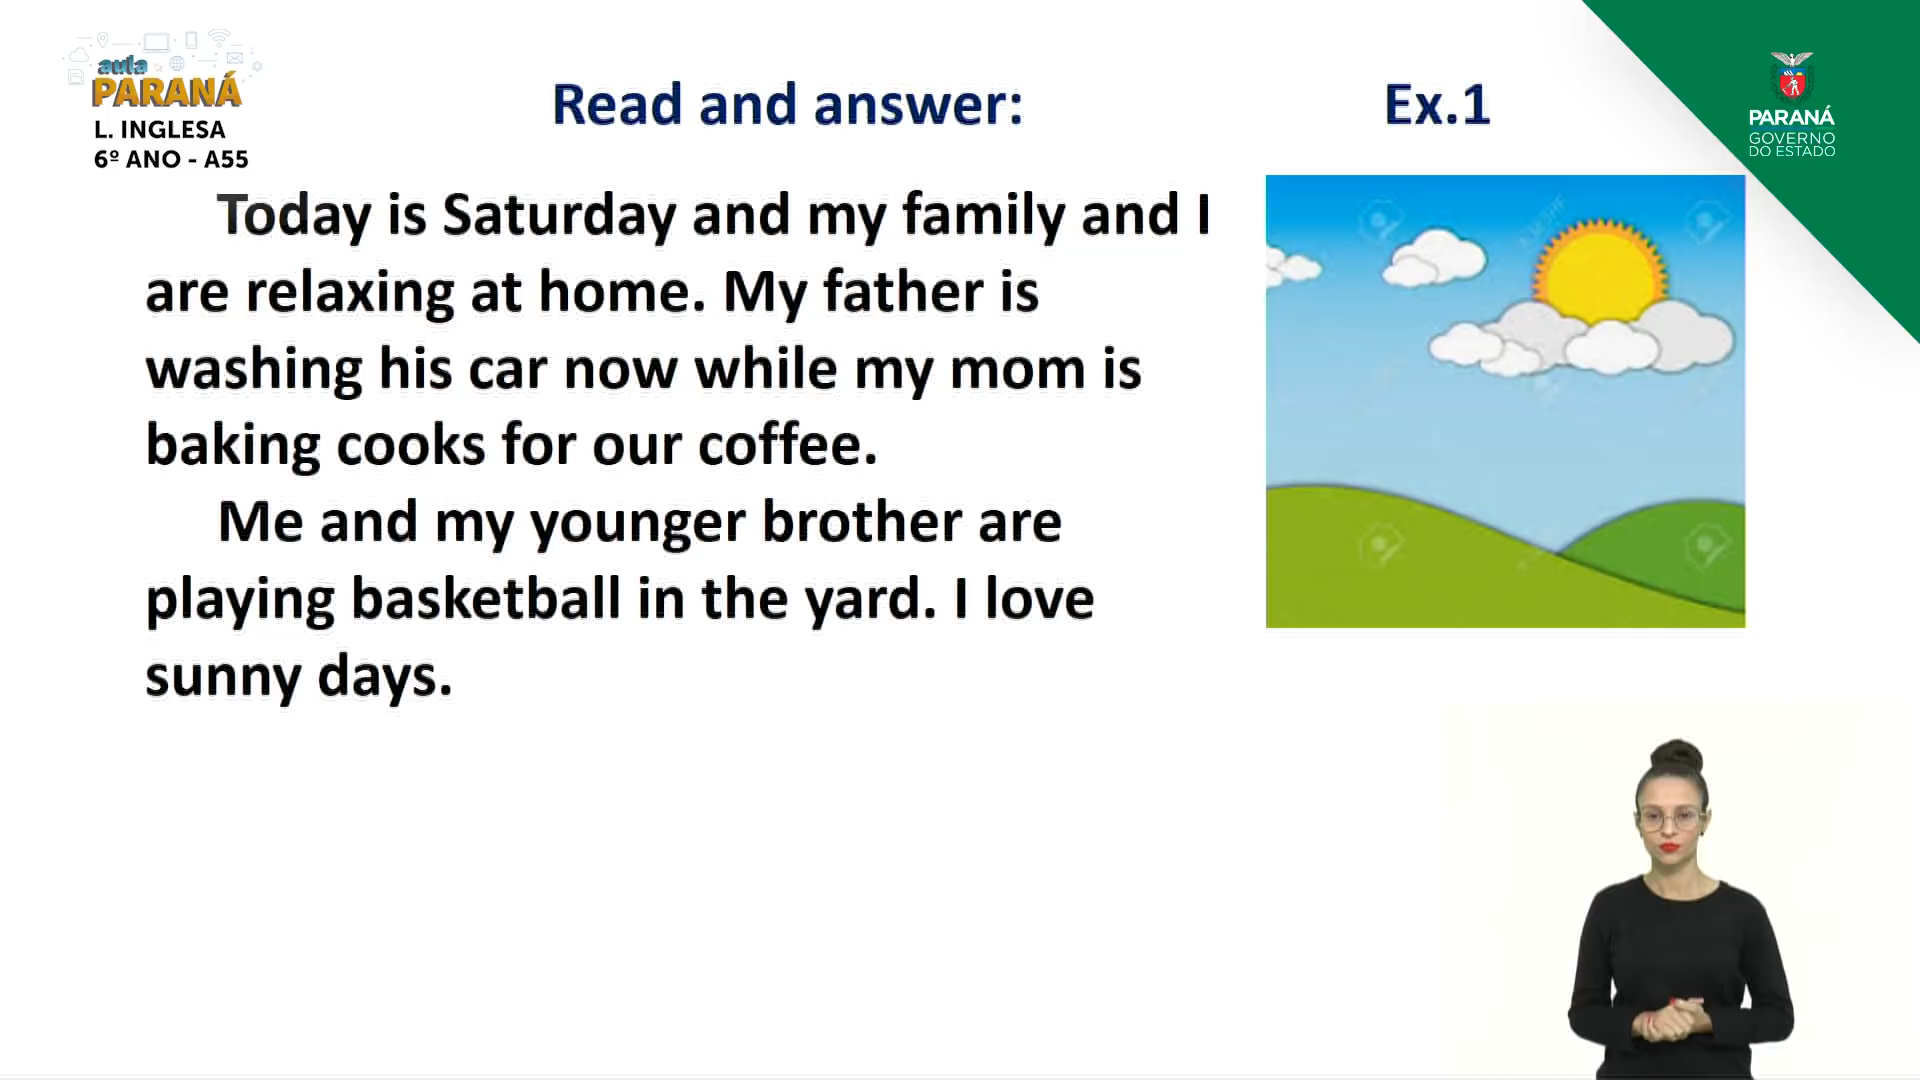 aula
PARANÁ
L. INGLESA
6º ANO - A55
Read and answer:
Ex.1
PARANÁ
GOVERNO
DO ESTADO
Today is Saturday and my family and I
are relaxing at home. My father is
washing his car now while my mom is
baking cooks for our coffee.
Me and my younger brother are
playing basketball in the yard. I love
sunny days.